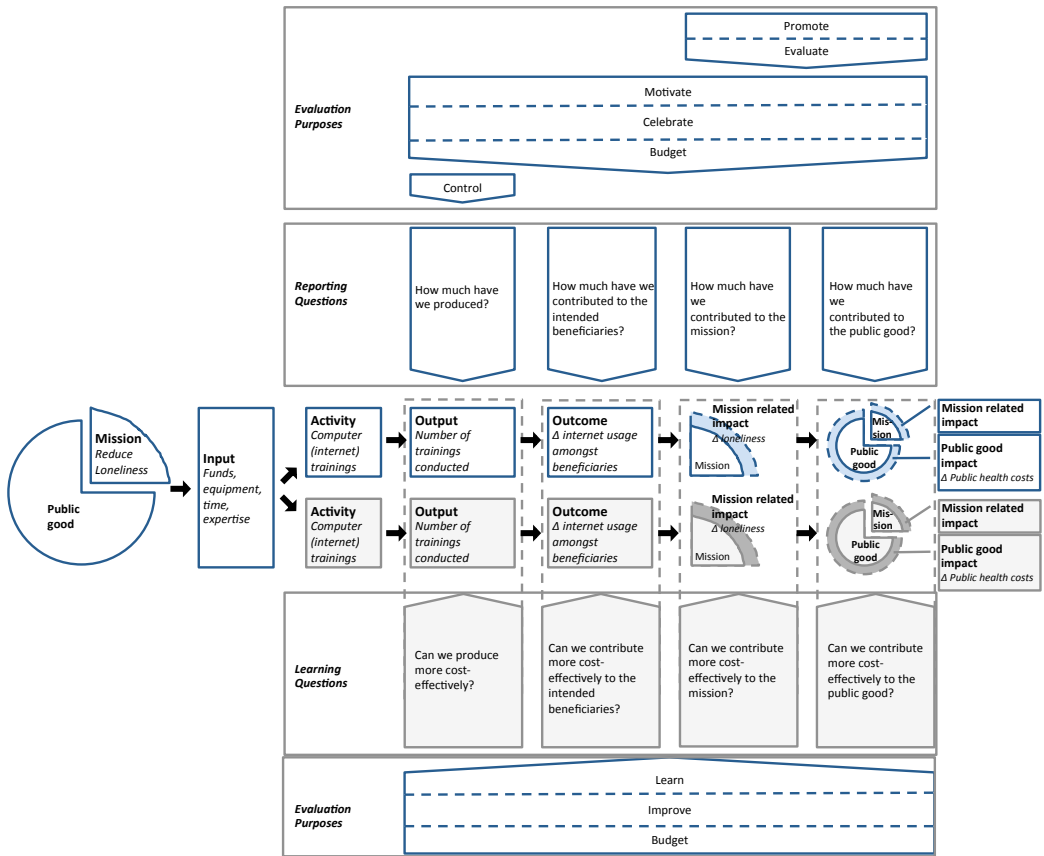 Promote
Evaluate
Motivate
Evaluation
Purposes
Celebrate
Budget
Control
Reporting
Questions
How much have
we produced?
How much have we
contributed to the
intended
beneficiaries?
How much have
we
contributed to the
mission?
How much have
we
contributed to
the public good?
Mission
Reduce
Loneliness
Public
good
Input
Funds,
equipment,
time,
expertise
Activity
Computer
(internet)
trainings
Output
Number of
trainings
conducted
Outcome
Δ internet usage
amongst
beneficiaries
Mission related
impact
Δ loneliness
Mission
Mis-
sion
Public
good
Mission related
impact
Public good
impact
Δ Public health costs
Activity
Computer
(internet)
trainings
Output
Number of
trainings
conducted
Outcome
Δ internet usage
amongst
beneficiaries
Mission related
impact
Δ loneliness
Mission
Mis-
sion
Public
good
Mission related
impact
Public good
impact
Δ Public health costs
Learning
Questions
Can we produce
more cost-
effectively?
Can we contribute
more cost-
effectively to the
intended
beneficiaries?
Can we contribute
more cost-
effectively to the
mission?
Can we contribute
more cost-
effectively to the
public good?
Evaluation
Purposes
Learn
Improve
Budget